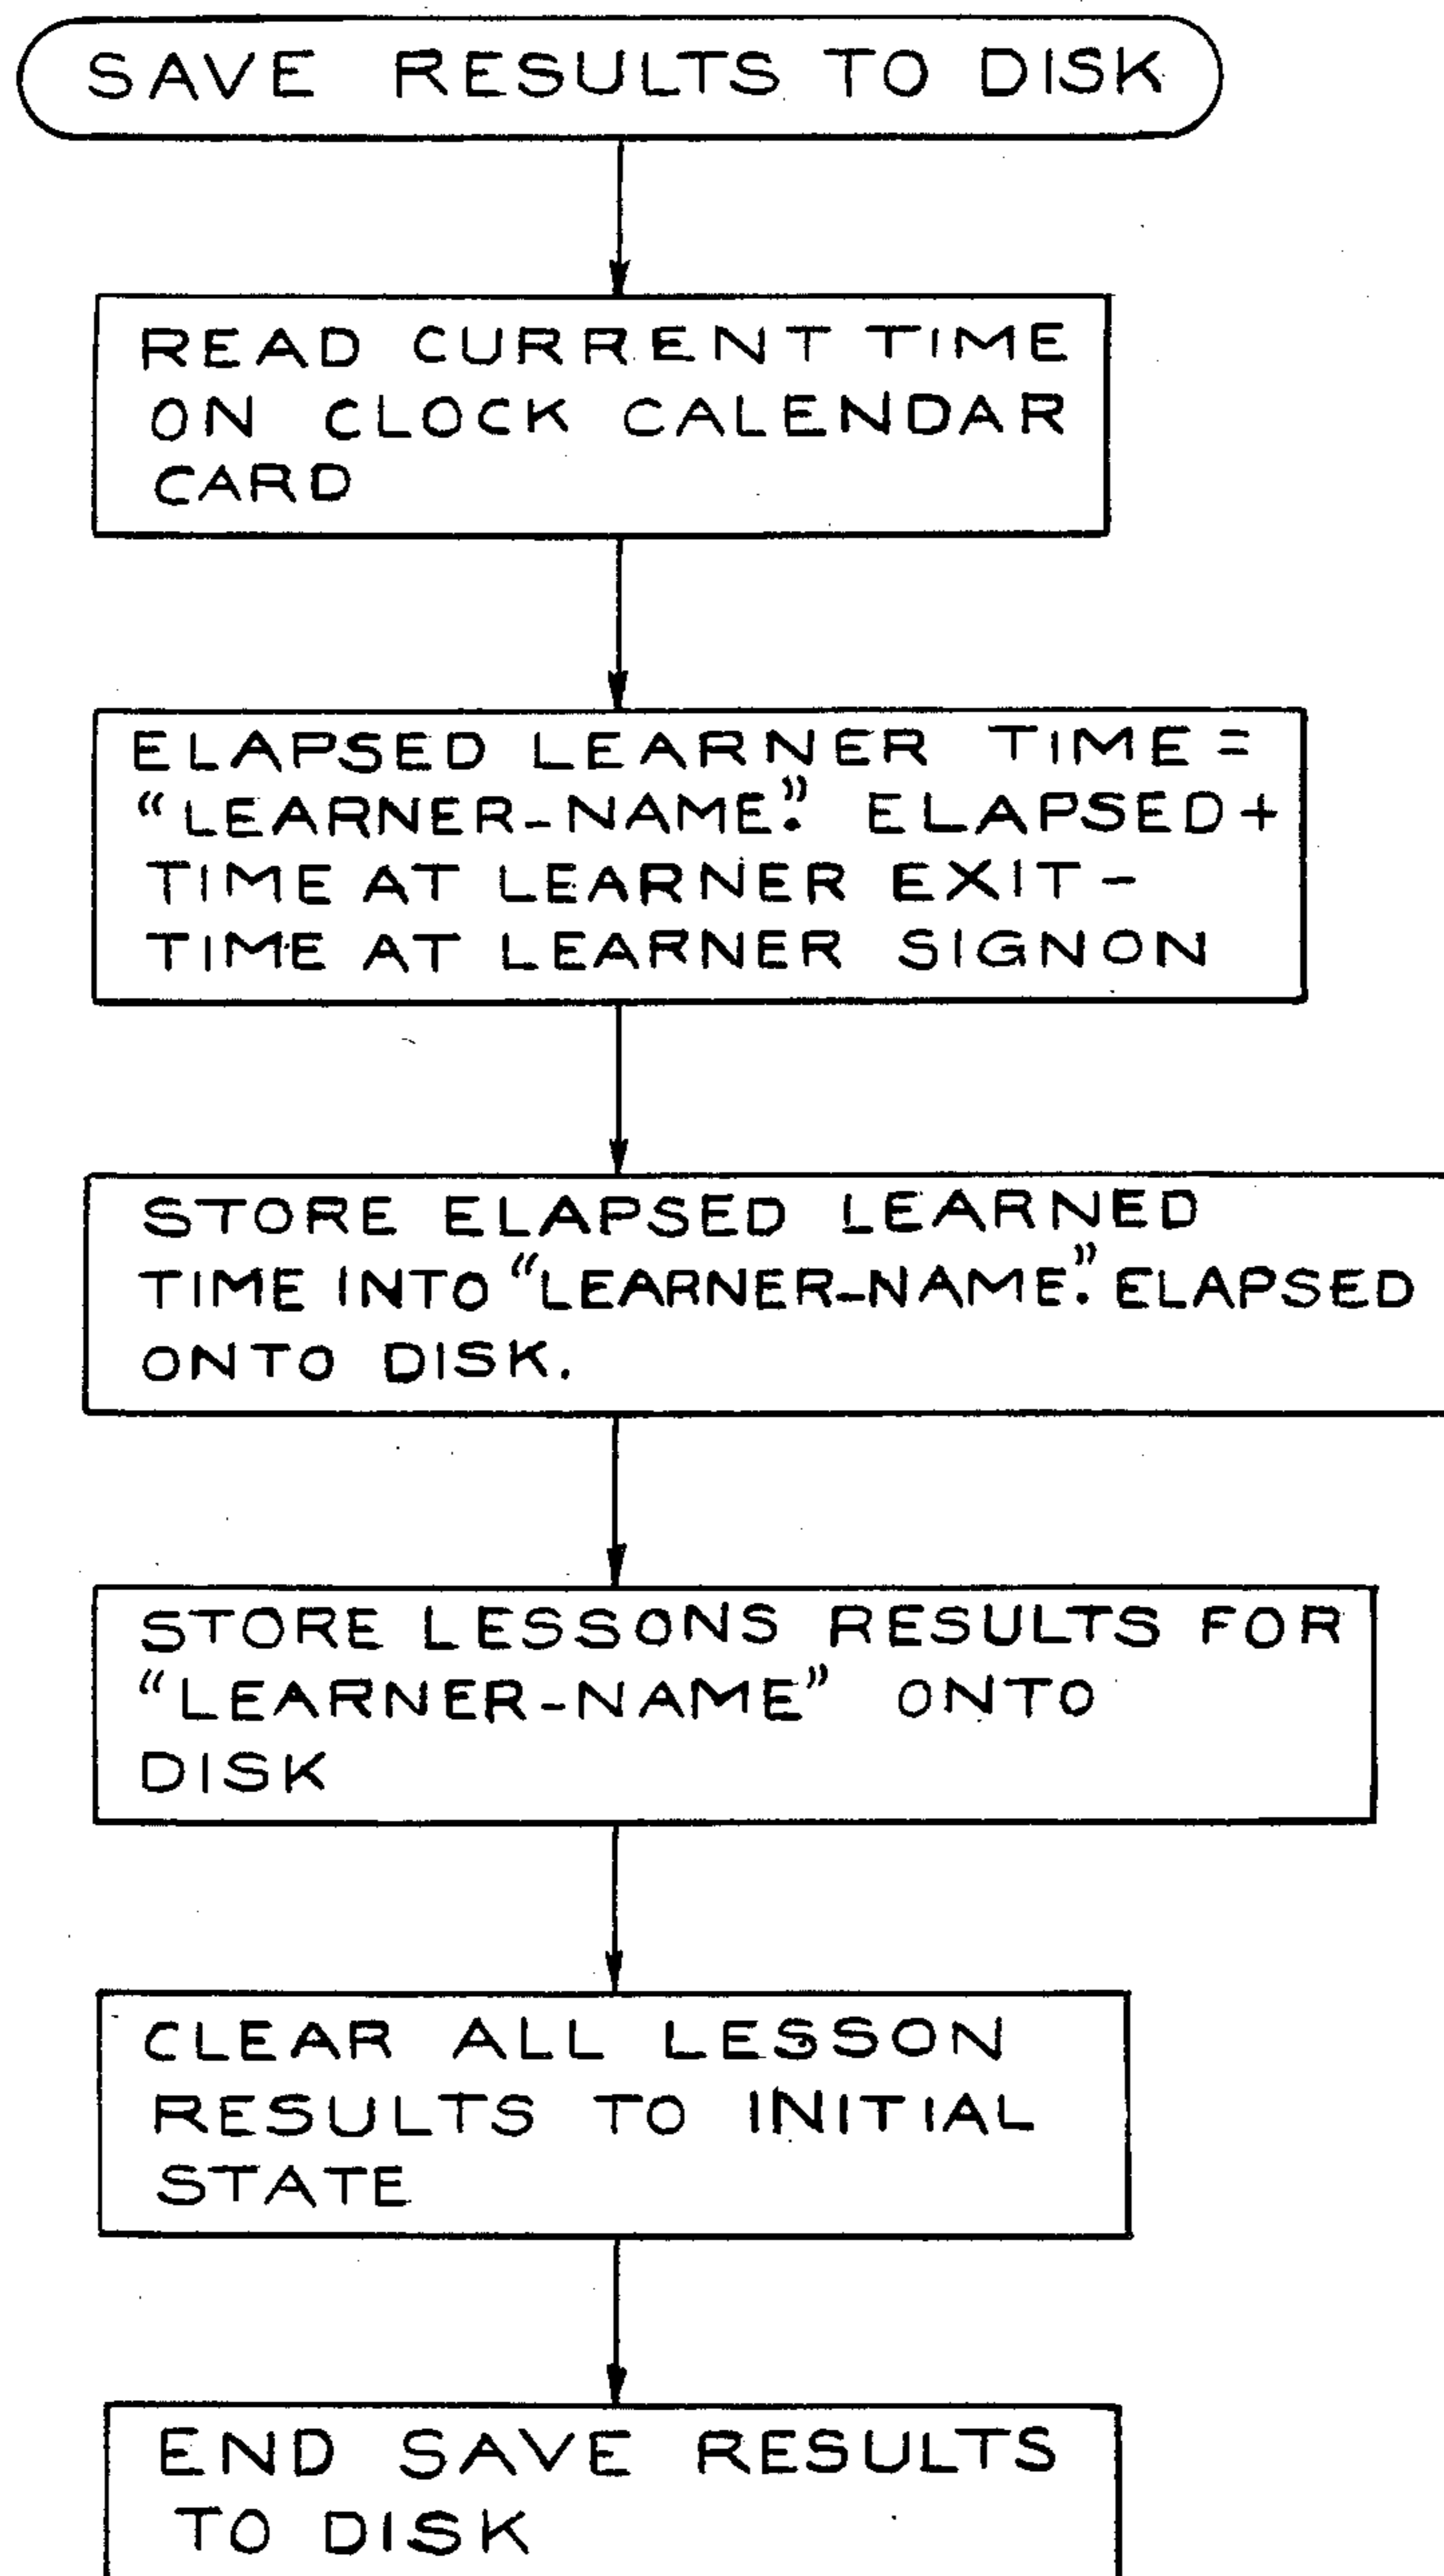 SAVE RESULTS TO DISK
READ CURRENT TIME
ON CLOCK CALENDAR
CARD
ELAPSED LEARNER TIME =
"LEARNER-NAME". ELAPSED +
TIME AT LEARNER EXIT -
TIME AT LEARNER SIGNON
STORE ELAPSED LEARNED
TIME INTO "LEARNER-NAME". ELAPSED
ONTO DISK.
STORE LESSONS RESULTS FOR
"LEARNER-NAME" ONTO
DISK
CLEAR ALL LESSON
RESULTS TO INITIAL
STATE
END SAVE RESULTS
TO DISK